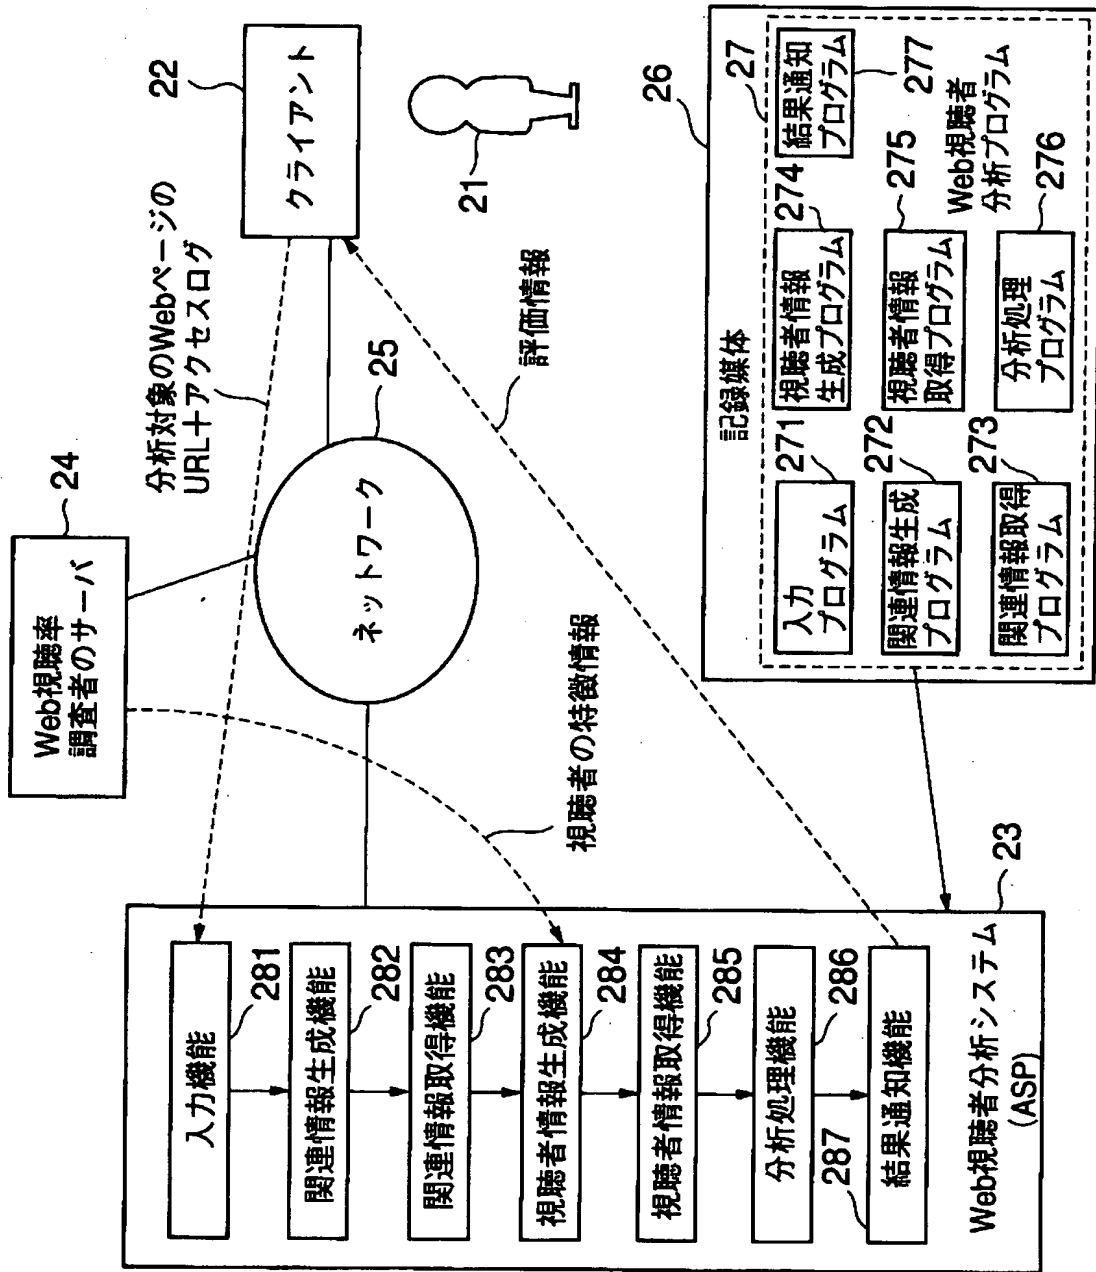 Web視聴率
調査者のサーバ
24
分析対象のWebページの
URL+アクセスログ
クライアント
22
21
ネットワーク
25
評価情報
視聴者の特徴情報
入力機能
281
関連情報生成機能
282
関連情報取得機能
283
視聴者情報生成機能
284
視聴者情報取得機能
285
分析処理機能
286
結果通知機能
287
Web視聴者分析システム
(ASP)
23
記録媒体
26
27
入力
プログラム
271
関連情報生成
プログラム
272
関連情報取得
プログラム
273
視聴者情報
生成プログラム
274
視聴者情報
取得プログラム
275
分析処理
プログラム
276
結果通知
プログラム
277
Web視聴者
分析プログラム